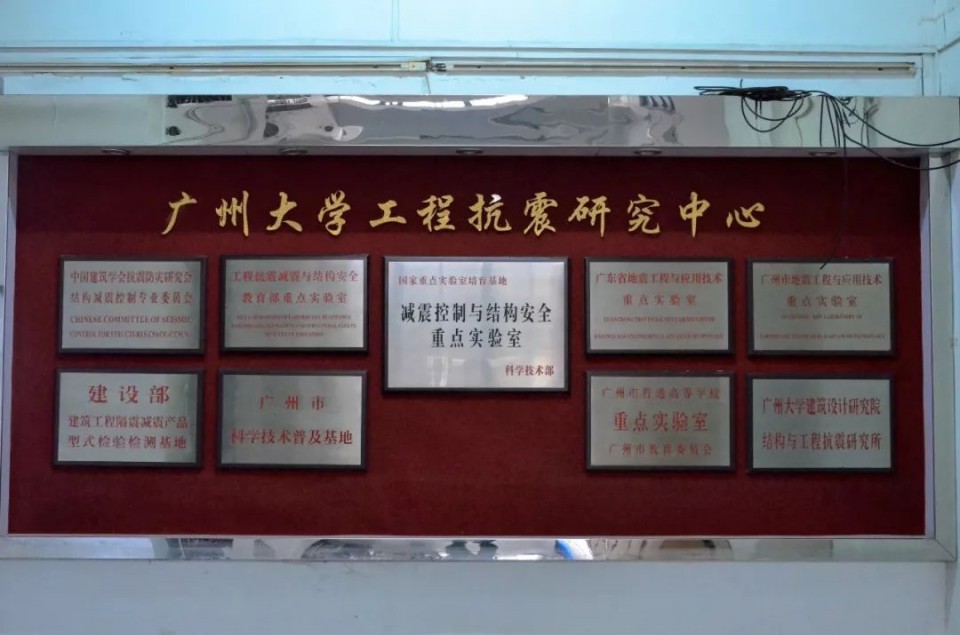 广州大学工程抗震研究中心
中国建筑学会抗震防灾研究会
结构减震控制专业委员会
CHINESE COMMITTEE OF SEISMIC
CONTROL FOR STRUCTURES
工程抗震减震与结构安全
教育部重点实验室
国家重点实验室培育基地
减震控制与结构安全
重点实验室
科学技术部
广东省地震工程与应用技术
重点实验室
广州市地震工程与应用技术
重点实验室
建设部
建筑工程隔震减震产品
型式检验检测基地
广州市
科学技术普及基地
广州市普通高等学校
重点实验室
广州市教育委员会
广州大学建筑设计研究院
结构与工程抗震研究所